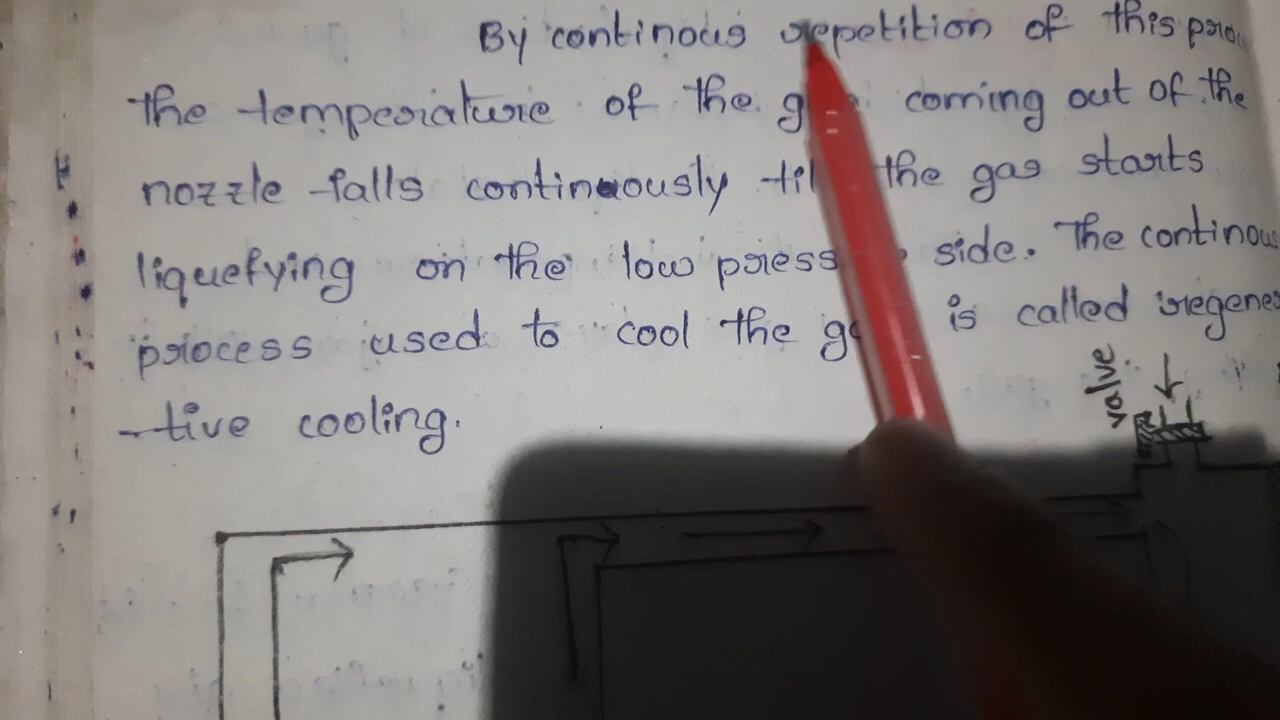 By continous repetition of this
the temperature of the coming out of the
nozzle falls continuously the gas starts
liquefying on the low side. The
process used to cool the is called
-tive cooling.
valve